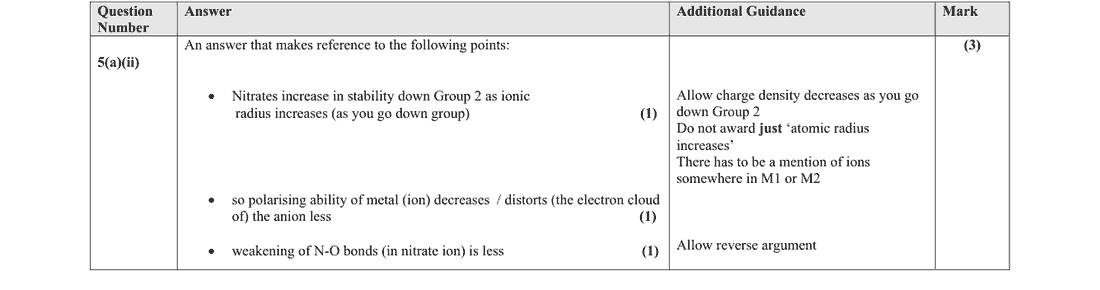 Question Number
Answer
Additional Guidance
Mark
5(a)(ii)
An answer that makes reference to the following points:
(3)
• Nitrates increase in stability down Group 2 as ionic
radius increases (as you go down group) (1)
Allow charge density decreases as you go
down Group 2
Do not award just ‘atomic radius
increases’
There has to be a mention of ions
somewhere in M1 or M2
• so polarising ability of metal (ion) decreases / distorts (the electron cloud
of) the anion less (1)
• weakening of N-O bonds (in nitrate ion) is less (1)
Allow reverse argument